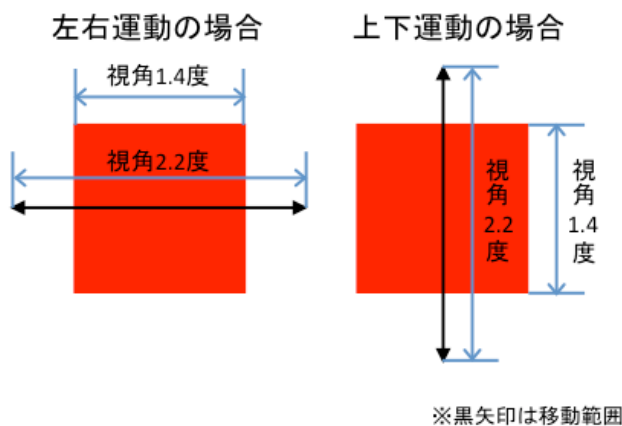 左右運動の場合
上下運動の場合
視角1.4度
視角2.2度
視角2.2度
視角1.4度
※黒矢印は移動範囲